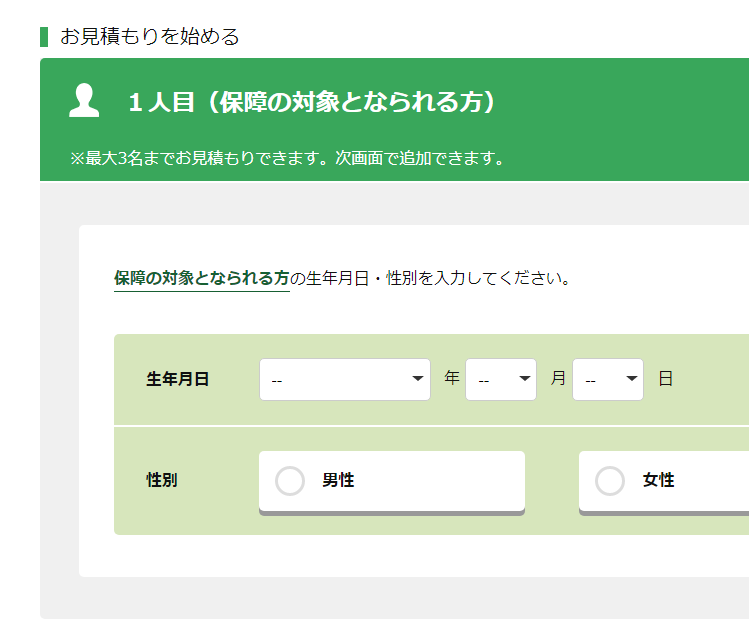 お見積もりを始める
1人目（保障の対象となられる方）
※最大3名までお見積もりできます。次画面で追加できます。
保障の対象となられる方の生年月日・性別を入力してください。
生年月日 -- 年 -- 月 -- 日
性別 男性 女性